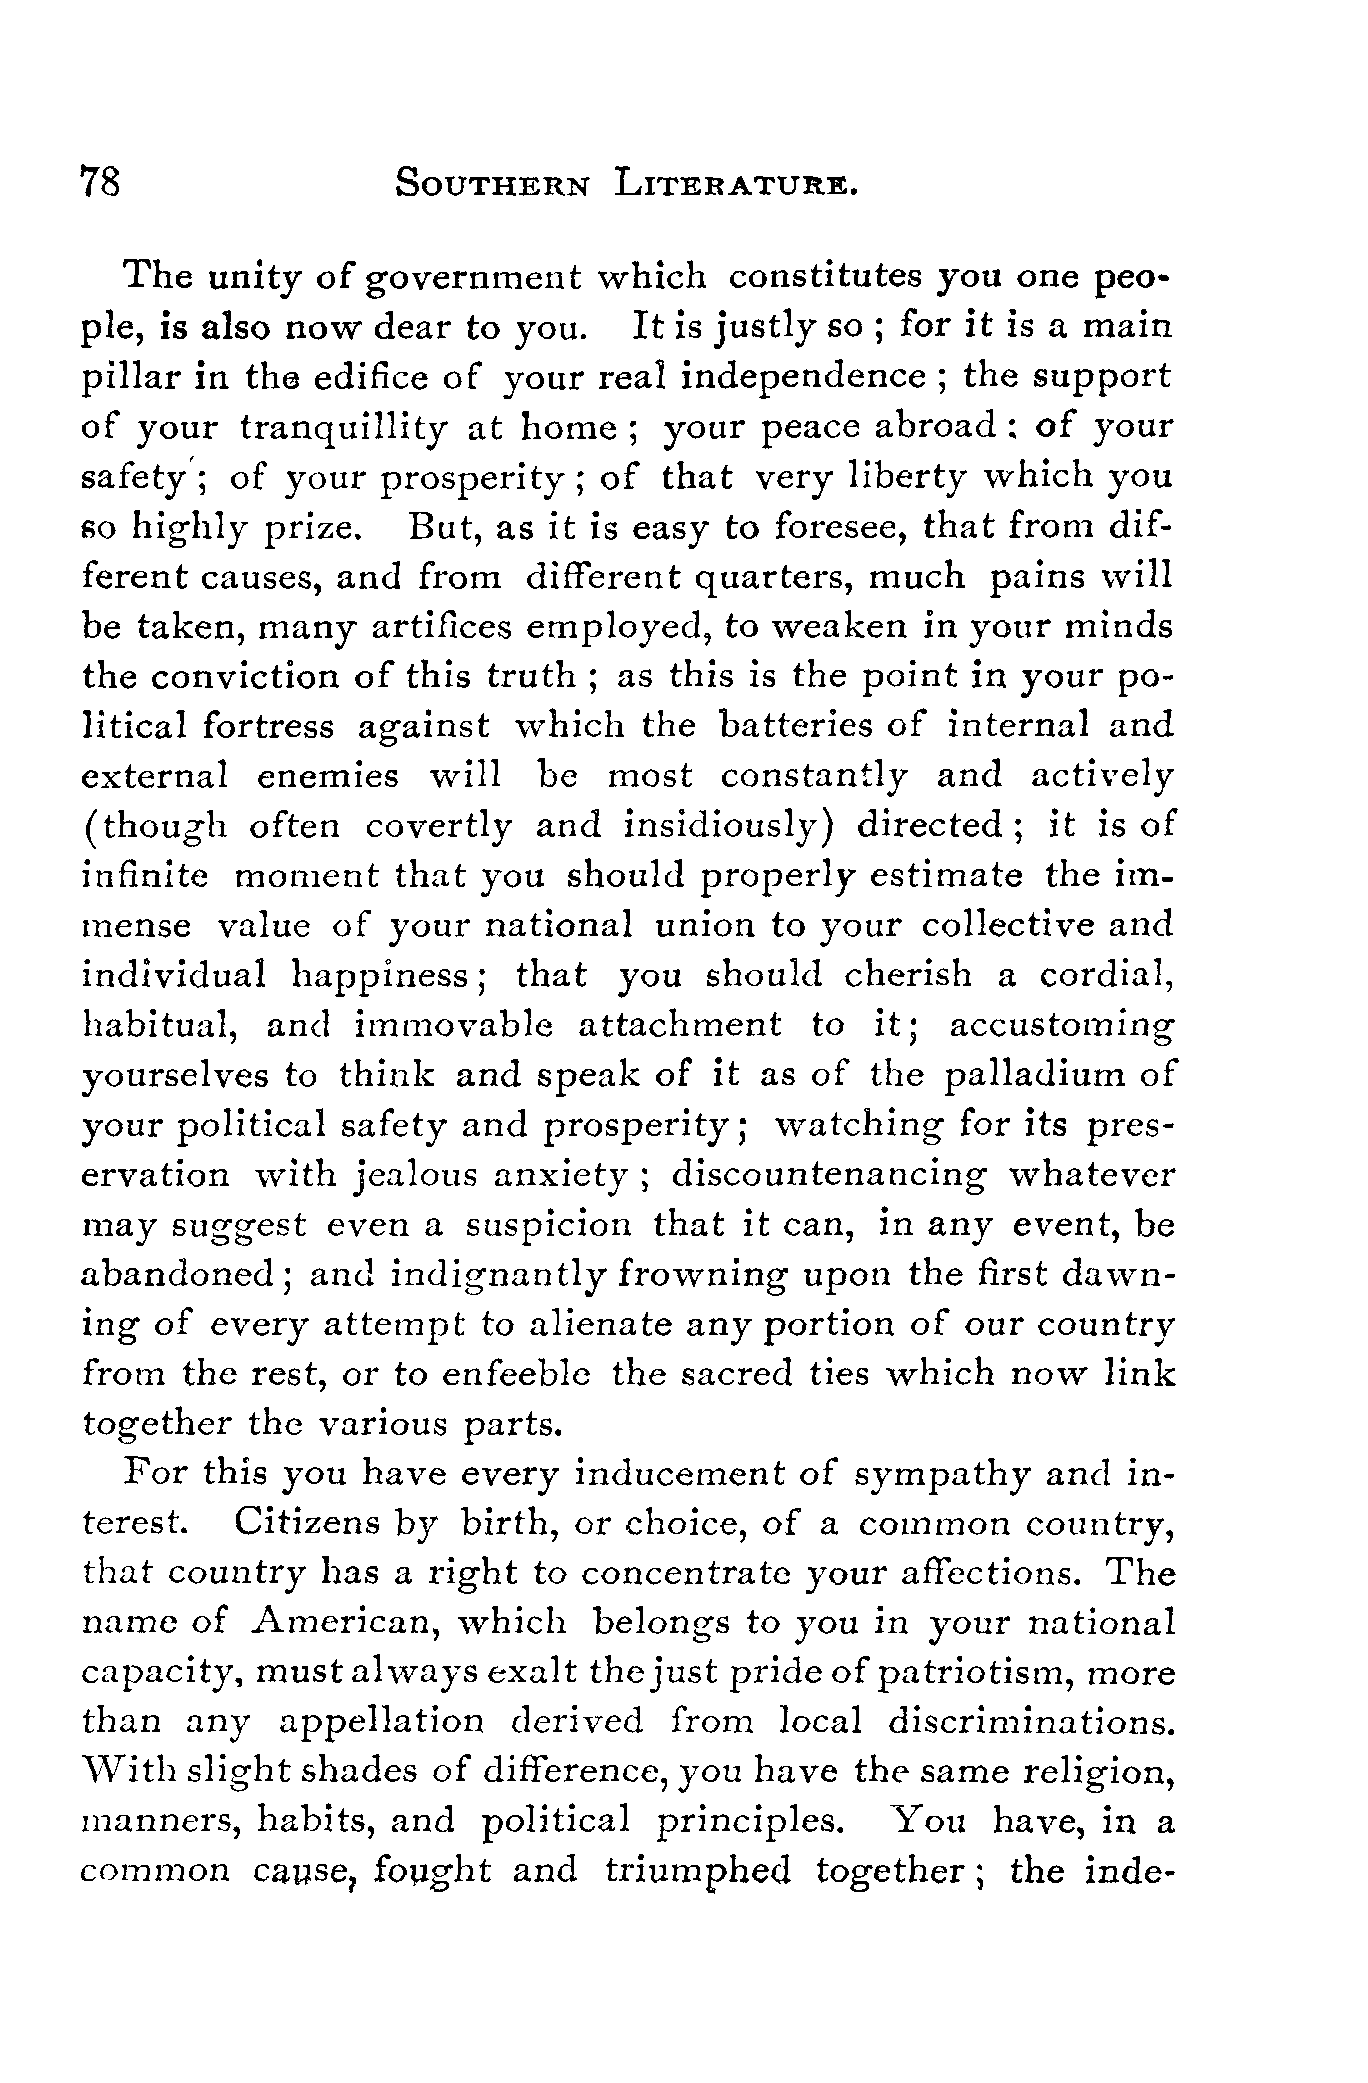 78 SOUTHERN LITERATURE.
The unity of government which constitutes you one peo-
ple, is also now dear to you. It is justly so ; for it is a main
pillar in the edifice of your real independence ; the support
of your tranquillity at home ; your peace abroad : of your
safety ; of your prosperity ; of that very liberty which you
so highly prize. But, as it is easy to foresee, that from dif-
ferent causes, and from different quarters, much pains will
be taken, many artifices employed, to weaken in your minds
the conviction of this truth ; as this is the point in your po-
litical fortress against which the batteries of internal and
external enemies will be most constantly and actively
(though often covertly and insidiously) directed ; it is of
infinite moment that you should properly estimate the im-
mense value of your national union to your collective and
individual happiness ; that you should cherish a cordial,
habitual, and immovable attachment to it ; accustoming
yourselves to think and speak of it as of the palladium of
your political safety and prosperity ; watching for its pres-
ervation with jealous anxiety ; discountenancing whatever
may suggest even a suspicion that it can, in any event, be
abandoned ; and indignantly frowning upon the first dawn-
ing of every attempt to alienate any portion of our country
from the rest, or to enfeeble the sacred ties which now link
together the various parts.
For this you have every inducement of sympathy and in-
terest. Citizens by birth, or choice, of a common country,
that country has a right to concentrate your affections. The
name of American, which belongs to you in your national
capacity, must always exalt the just pride of patriotism, more
than any appellation derived from local discriminations.
With slight shades of difference, you have the same religion,
manners, habits, and political principles. You have, in a
common cause, fought and triumphed together ; the inde-